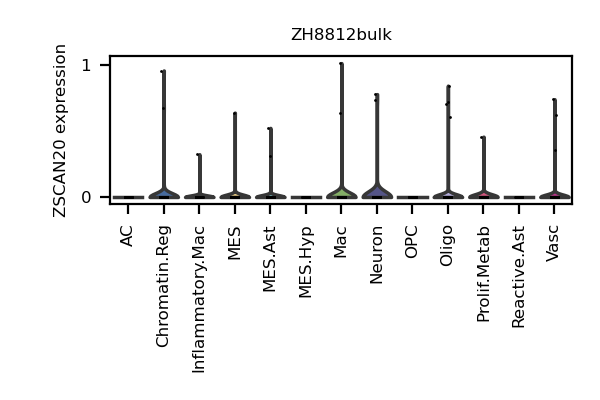 ZH8812bulk
ZSCAN20 expression
1
0
AC
Chromatin.Reg
Inflammatory.Mac
MES
MES.Ast
MES.Hyp
Mac
Neuron
OPC
Oligo
Prolif.Metab
Reactive.Ast
Vasc